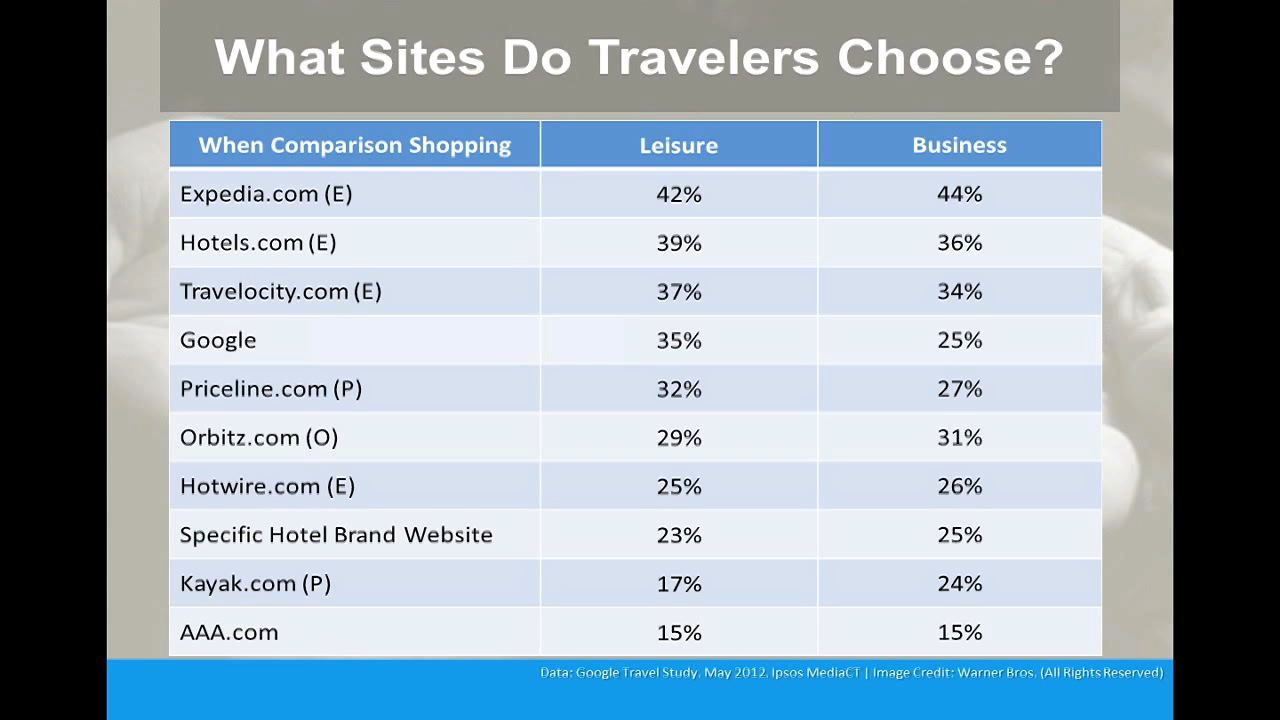 What Sites Do Travelers Choose?
When Comparison Shopping Leisure Business
Expedia.com (E) 42% 44%
Hotels.com (E) 39% 36%
Travelocity.com (E) 37% 34%
Google 35% 25%
Priceline.com (P) 32% 27%
Orbitz.com (O) 29% 31%
Hotwire.com (E) 25% 26%
Specific Hotel Brand Website 23% 25%
Kayak.com (P) 17% 24%
AAA.com 15% 15%
Data: Google Travel Study. May 2012. Ipsos MediaCT | Image Credit: Warner Bros. (All Rights Reserved)